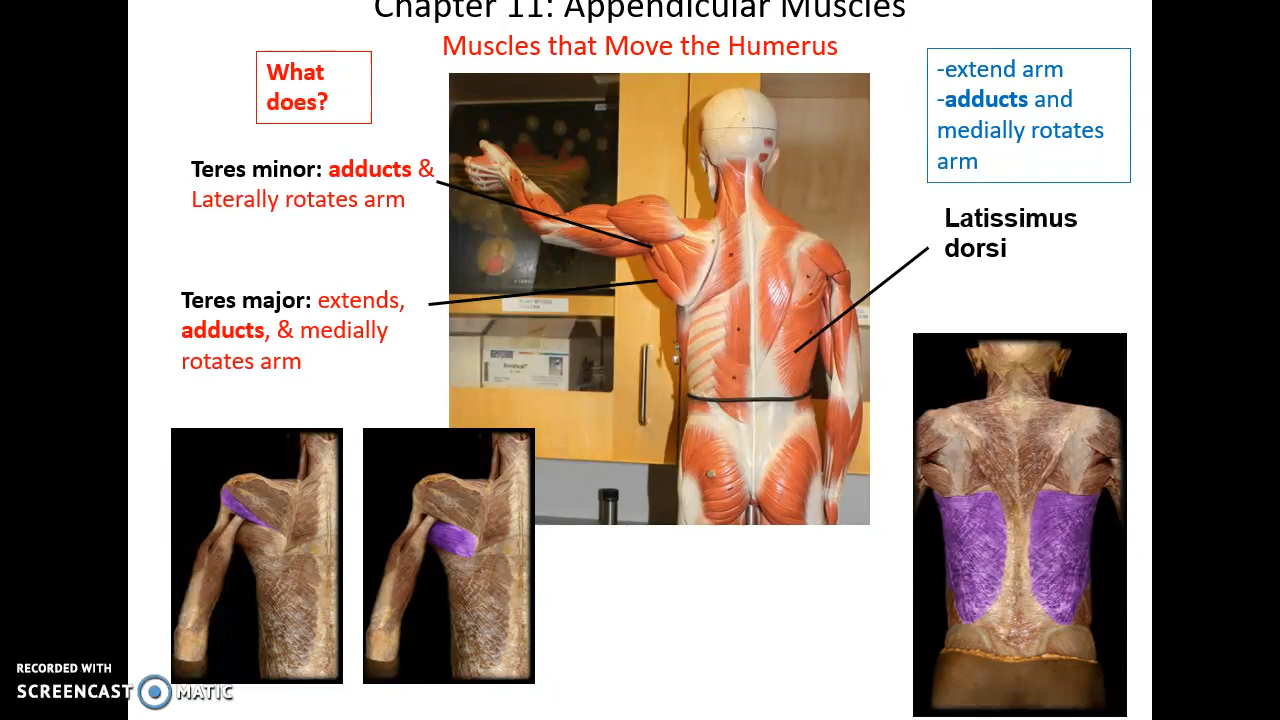 Chapter 11: Appendicular Muscles
Muscles that Move the Humerus
What
does?
-extend arm
-adducts and
medially rotates
arm
Teres minor: adducts &
Laterally rotates arm
Latissimus
dorsi
Teres major: extends,
adducts, & medially
rotates arm
RECORDED WITH
SCREENCAST MATIC